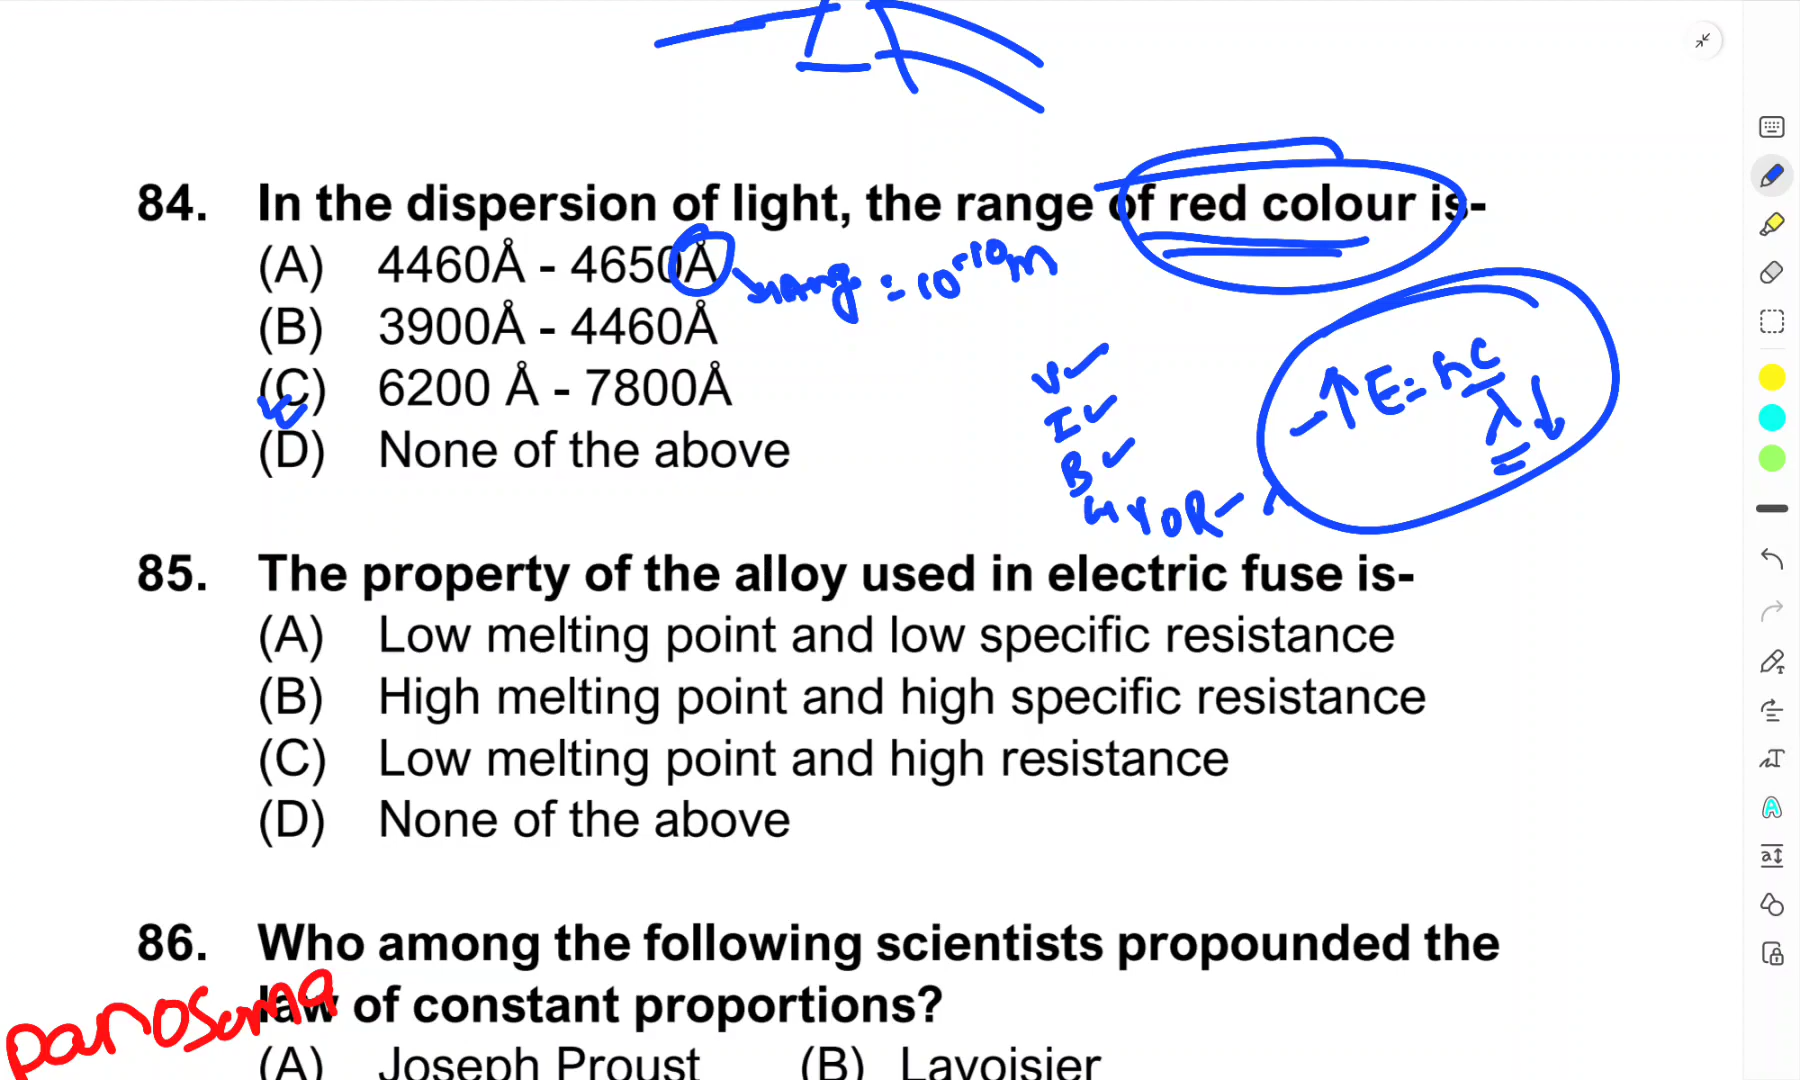 84. In the dispersion of light, the range of red colour is-
(A) 4460Å - 4650Å
= 10⁻¹⁰m
(B) 3900Å - 4460Å
(C) 6200 Å - 7800Å
(D) None of the above
V
I
B
G Y O R
E = hc/λ
85. The property of the alloy used in electric fuse is-
(A) Low melting point and low specific resistance
(B) High melting point and high specific resistance
(C) Low melting point and high resistance
(D) None of the above
86. Who among the following scientists propounded the
law of constant proportions?
(A) Joseph Proust (B) Lavoisier